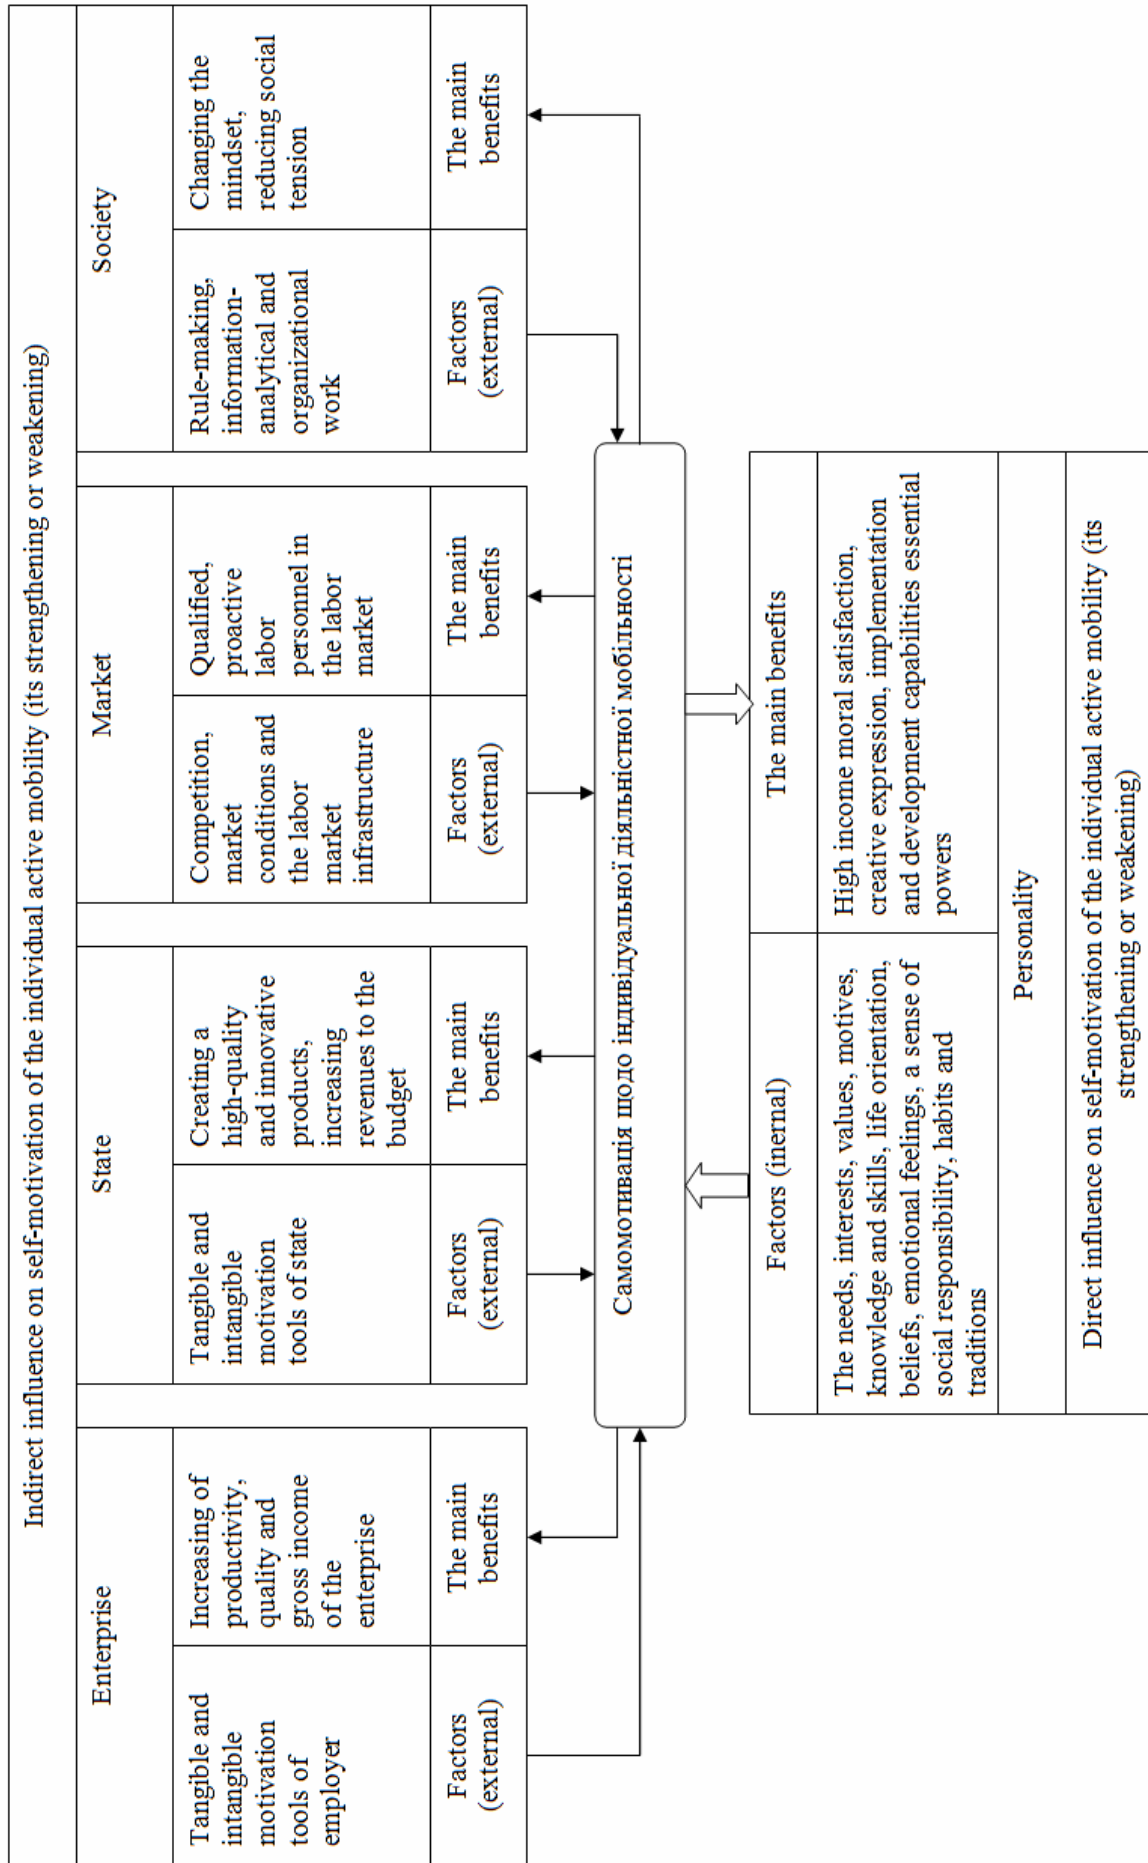 Indirect influence on self-motivation of the individual active mobility (its strengthening or weakening)
Enterprise
Tangible and
intangible
motivation
tools of
employer
Increasing of
productivity,
quality and
gross income
of the
enterprise
Factors
(external)
The main
benefits
State
Tangible and
intangible
motivation
tools of state
Creating a
high-quality
and innovative
products,
increasing
revenues to the
budget
Factors
(external)
The main
benefits
Market
Competition,
market
conditions and
the labor
market
infrastructure
Qualified,
proactive
labor
personnel in
the labor
market
Factors
(external)
The main
benefits
Society
Rule-making,
information-
analytical and
organizational
work
Changing the
mindset,
reducing social
tension
Factors
(external)
The main
benefits
Самомотивація щодо індивідуальної діяльністної мобільності
Factors (inernal)
The main benefits
The needs, interests, values, motives,
knowledge and skills, life orientation,
beliefs, emotional feelings, a sense of
social responsibility, habits and
traditions
High income moral satisfaction,
creative expression, implementation
and development capabilities essential
powers
Personality
Direct influence on self-motivation of the individual active mobility (its
strengthening or weakening)